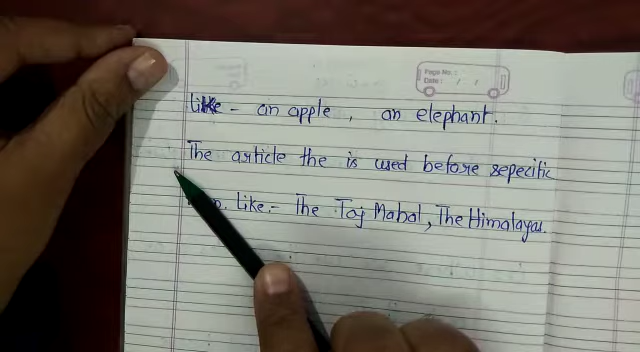 Page No.:
Date: / /
like - an apple, an elephant.
The article the is used before sepecific
Like:- The Taj Mahal, The Himalayas.